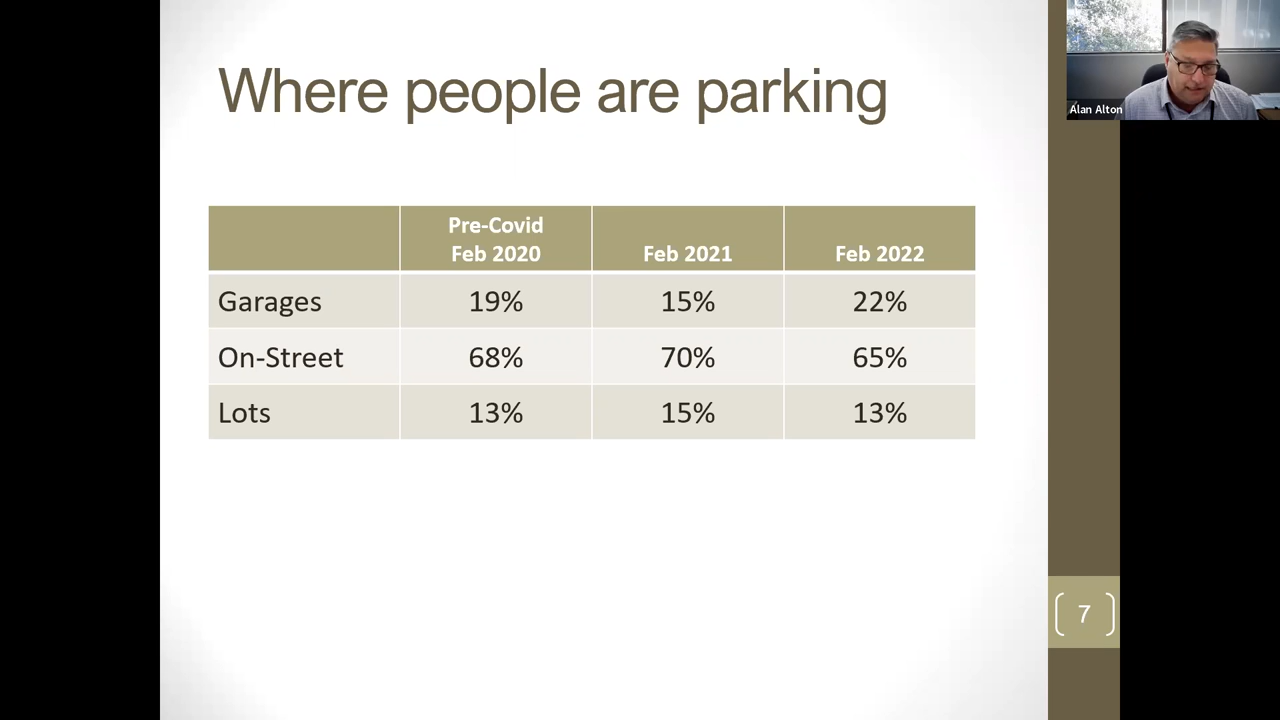 Where people are parking
Alan Alton
Pre-Covid
Feb 2020 Feb 2021 Feb 2022
Garages 19% 15% 22%
On-Street 68% 70% 65%
Lots 13% 15% 13%
7